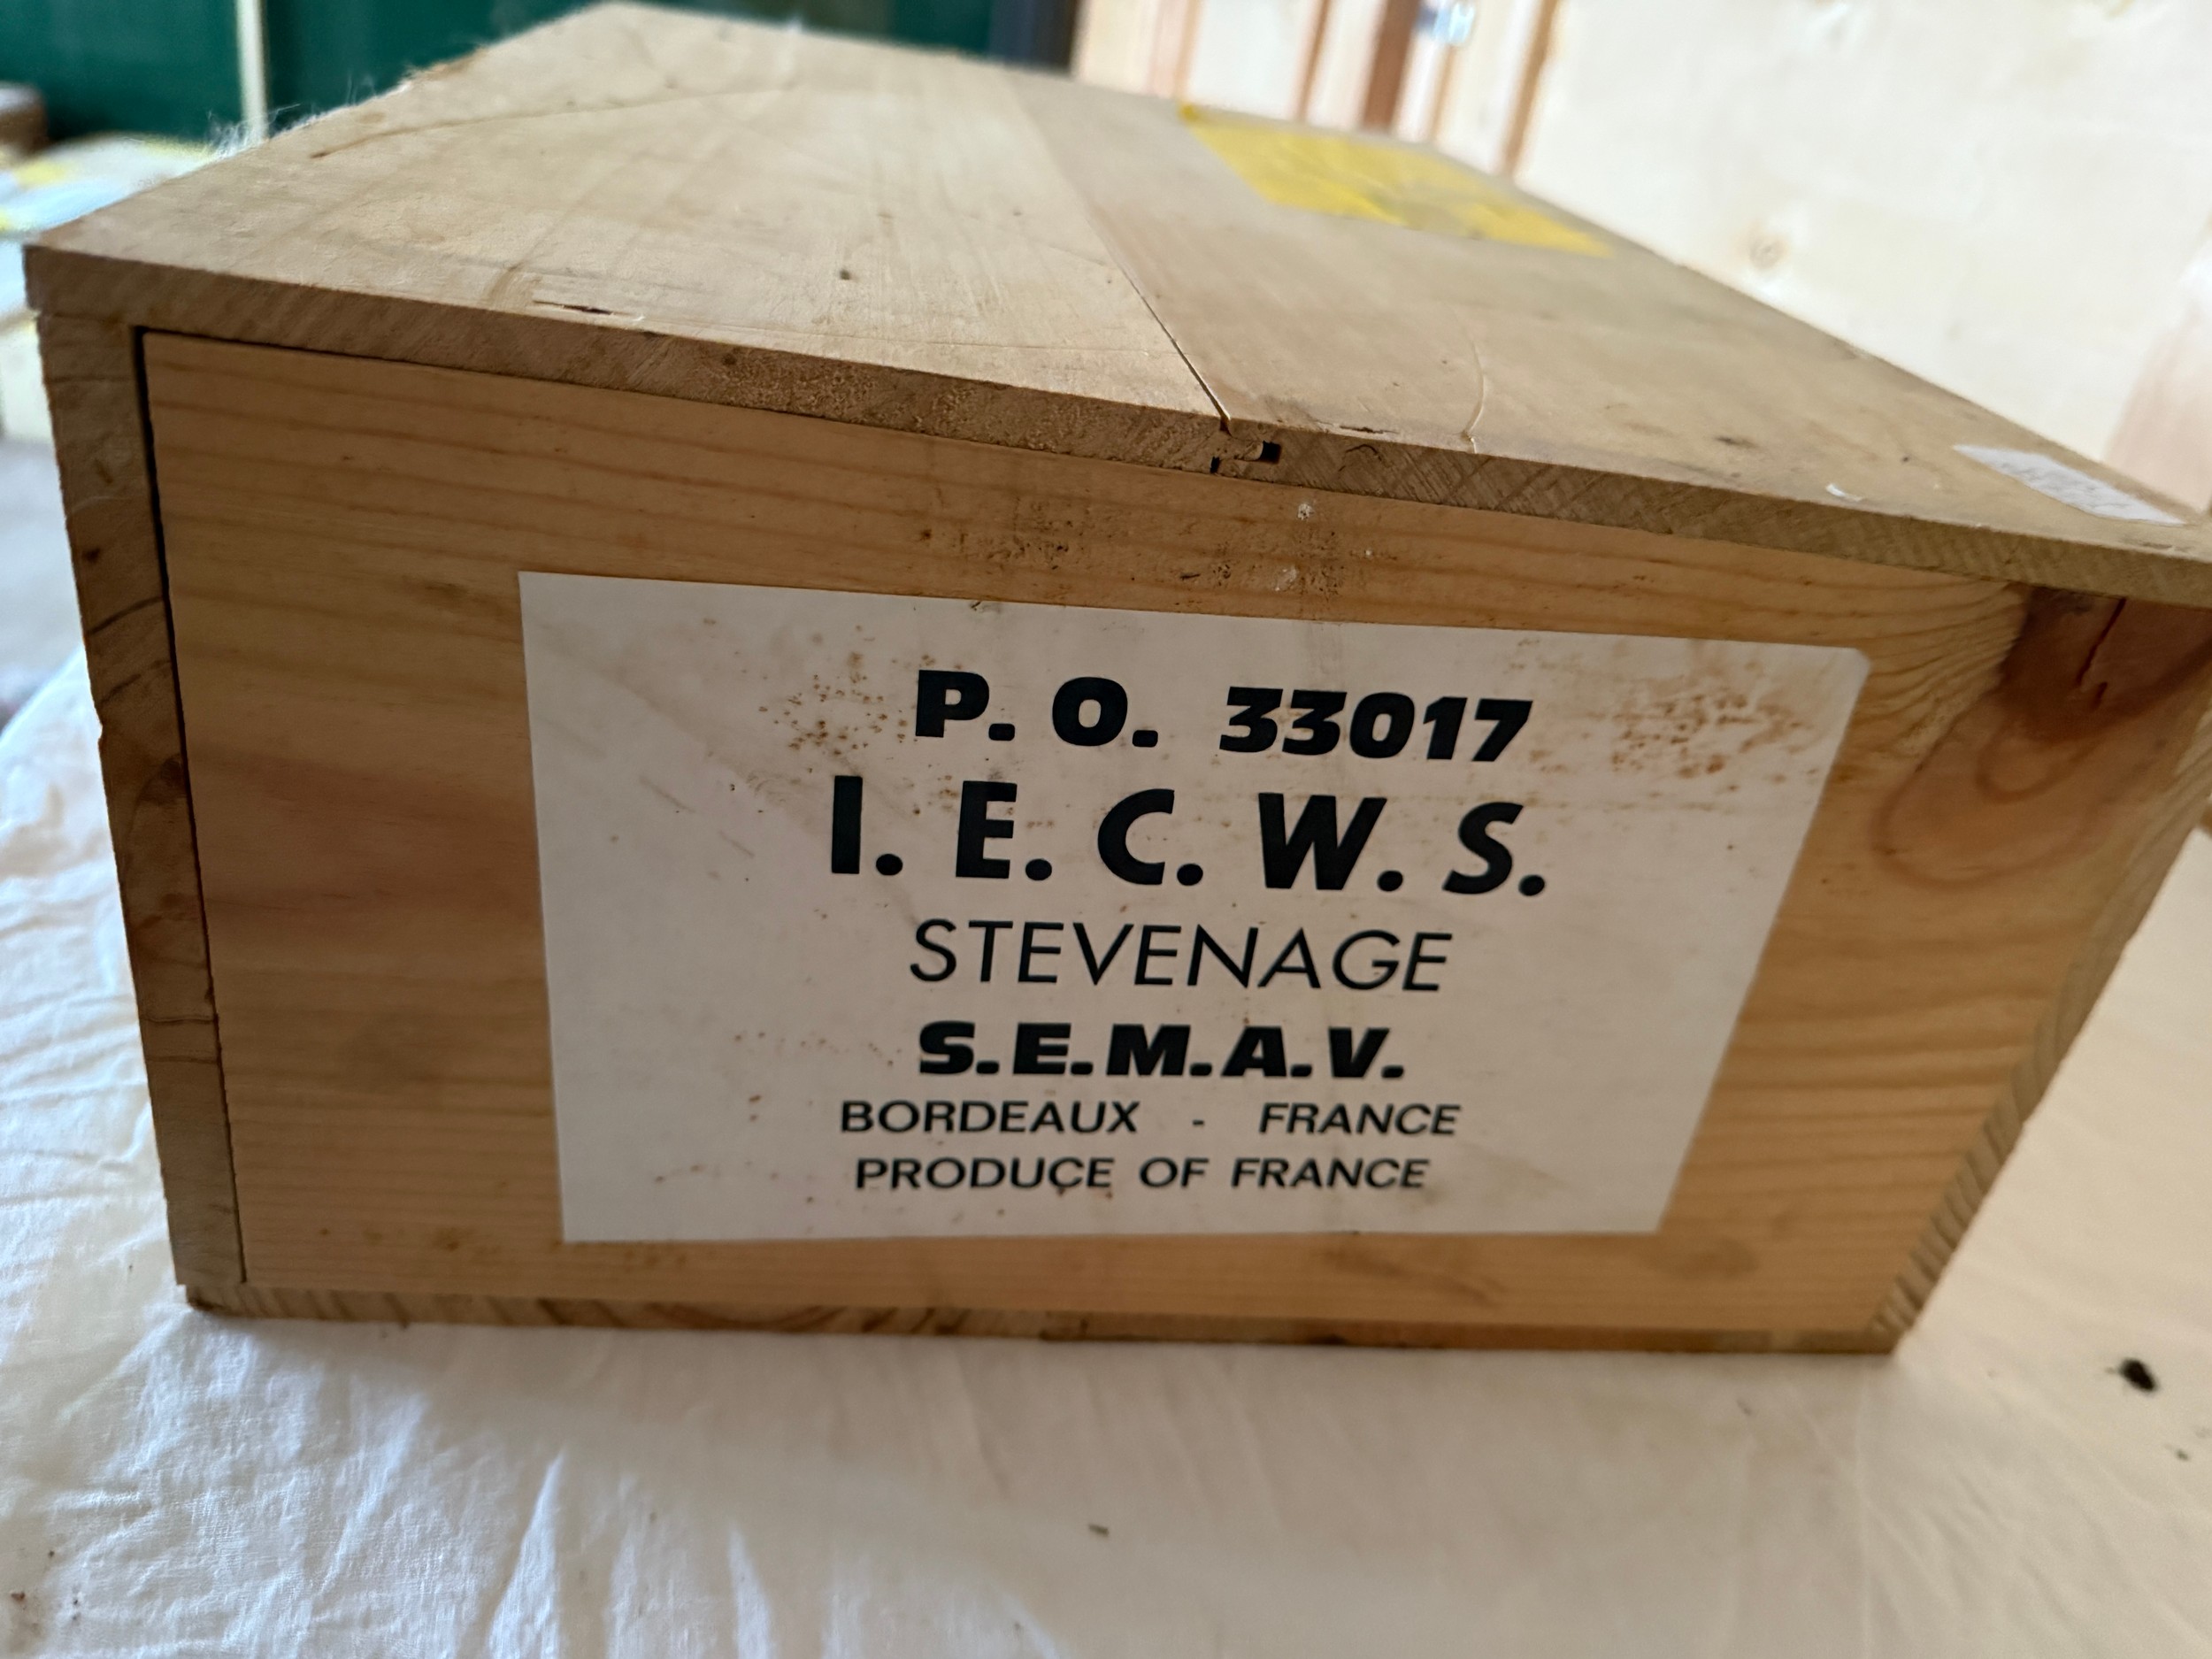 P. O. 33017
I. E. C. W. S.
STEVENAGE
S.E.M.A.V.
BORDEAUX - FRANCE
PRODUCE OF FRANCE